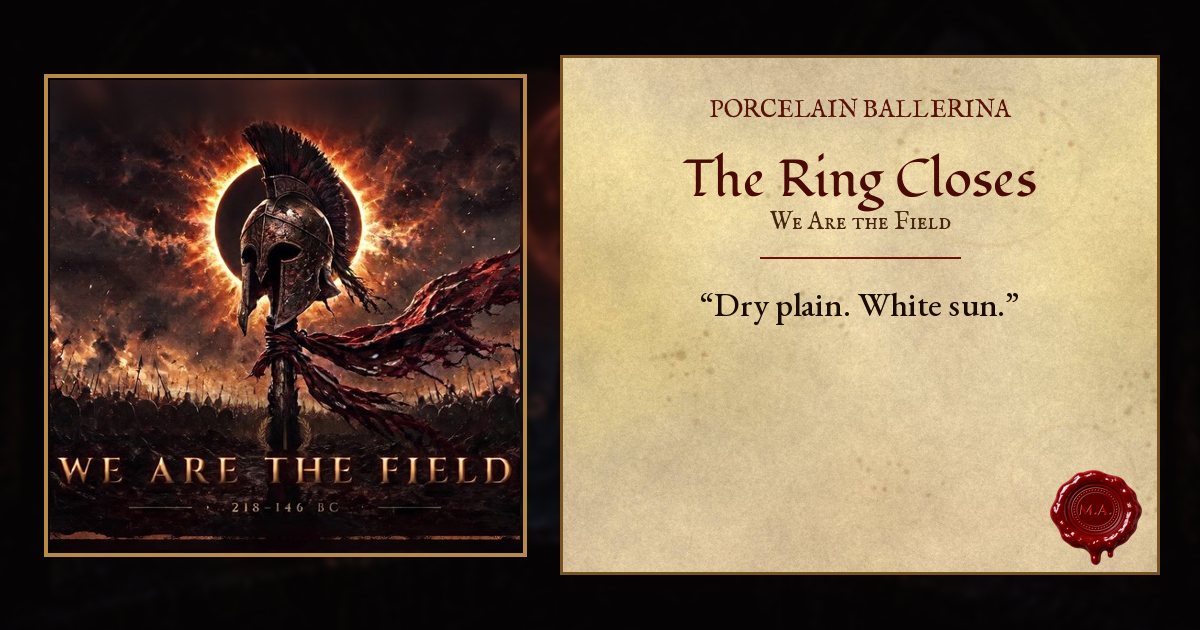 WE ARE THE FIELD
218–146 BC
PORCELAIN BALLERINA
The Ring Closes
We Are the Field
“Dry plain. White sun.”
M.A.